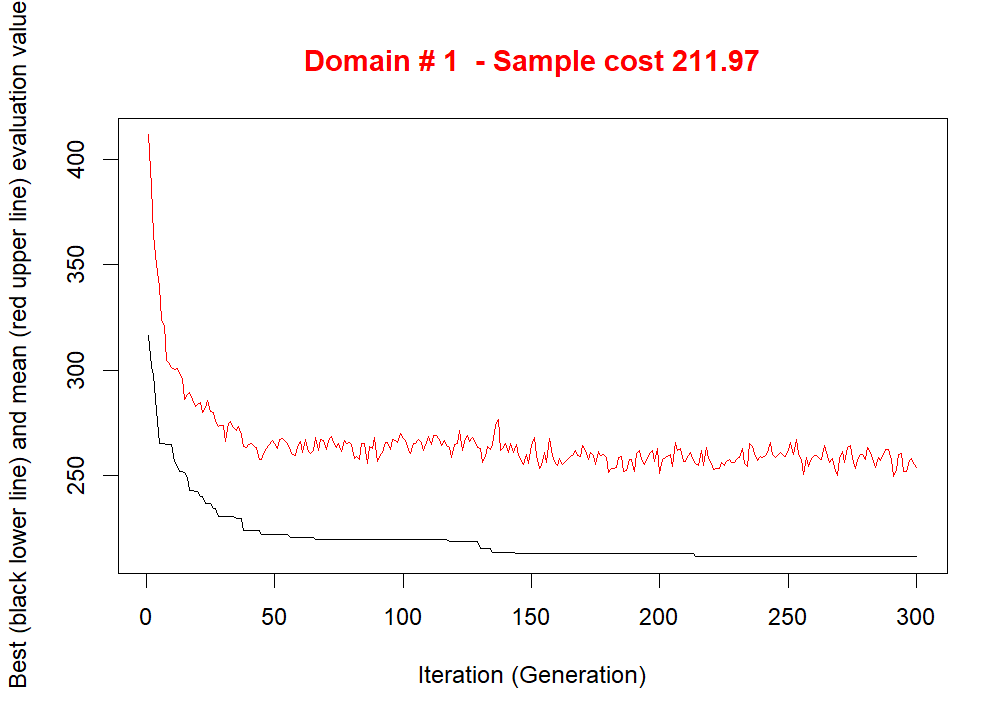 Domain # 1  - Sample cost 211.97
Best (black lower line) and mean (red upper line) evaluation value
400
350
300
250
0 50 100 150 200 250 300
Iteration (Generation)